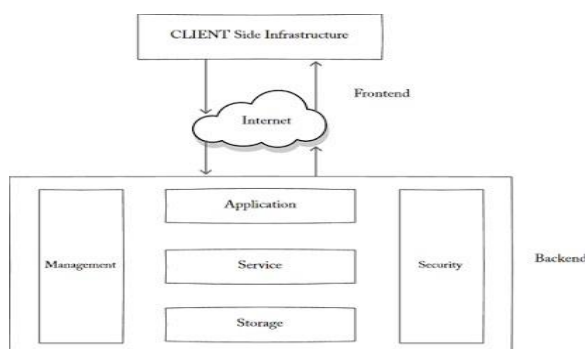 CLIENT Side Infrastructure
Frontend
Internet
Application
Management
Service
Security
Backend
Storage